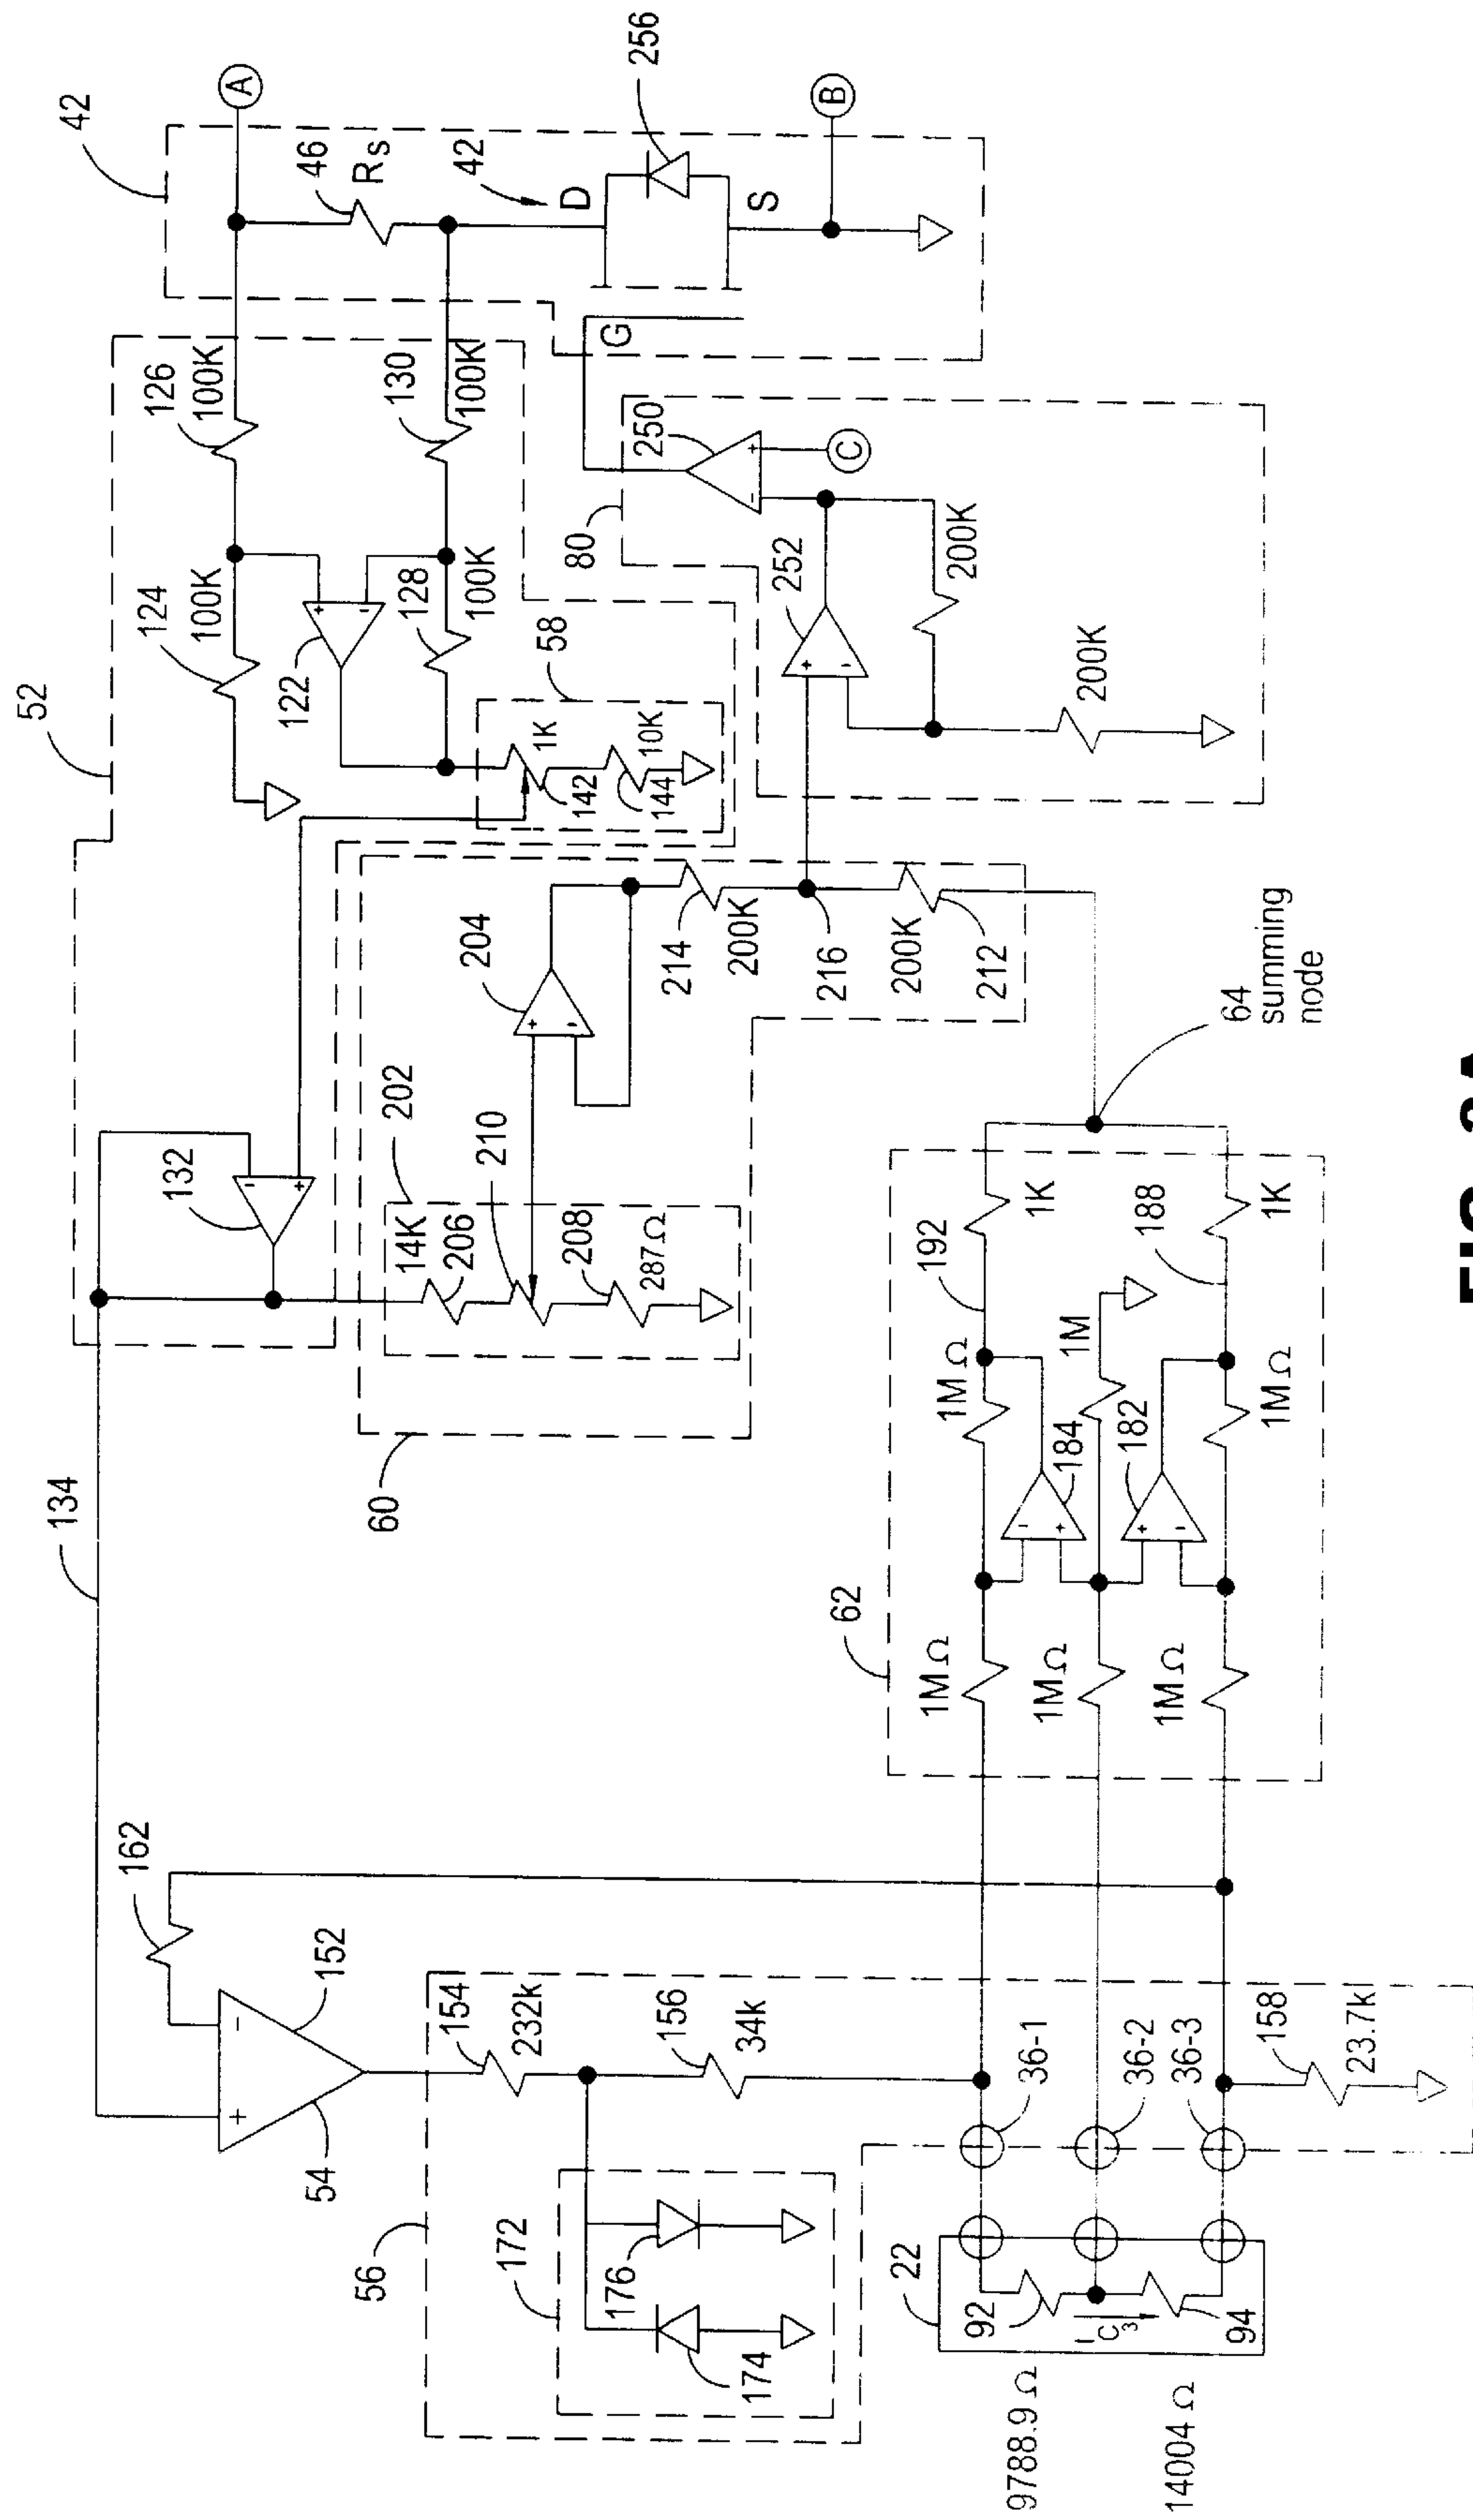 42
A
46
Rs
42
D
256
S
B
G
52
126
100K
124
100K
130
100K
122
128
100K
58
1K
142
10K
144
250
C
80
252
200K
200K
132
204
214
200K
216
200K
212
202
14K
206
210
208
287Ω
60
134
64
summing
node
62
192
1K
188
1K
1MΩ
184
1M
182
1MΩ
1MΩ
1MΩ
1MΩ
162
152
54
154
232k
156
34k
158
23.7k
36-1
36-2
36-3
56
172
176
174
22
92
iC3
94
9788.9 Ω
14004 Ω